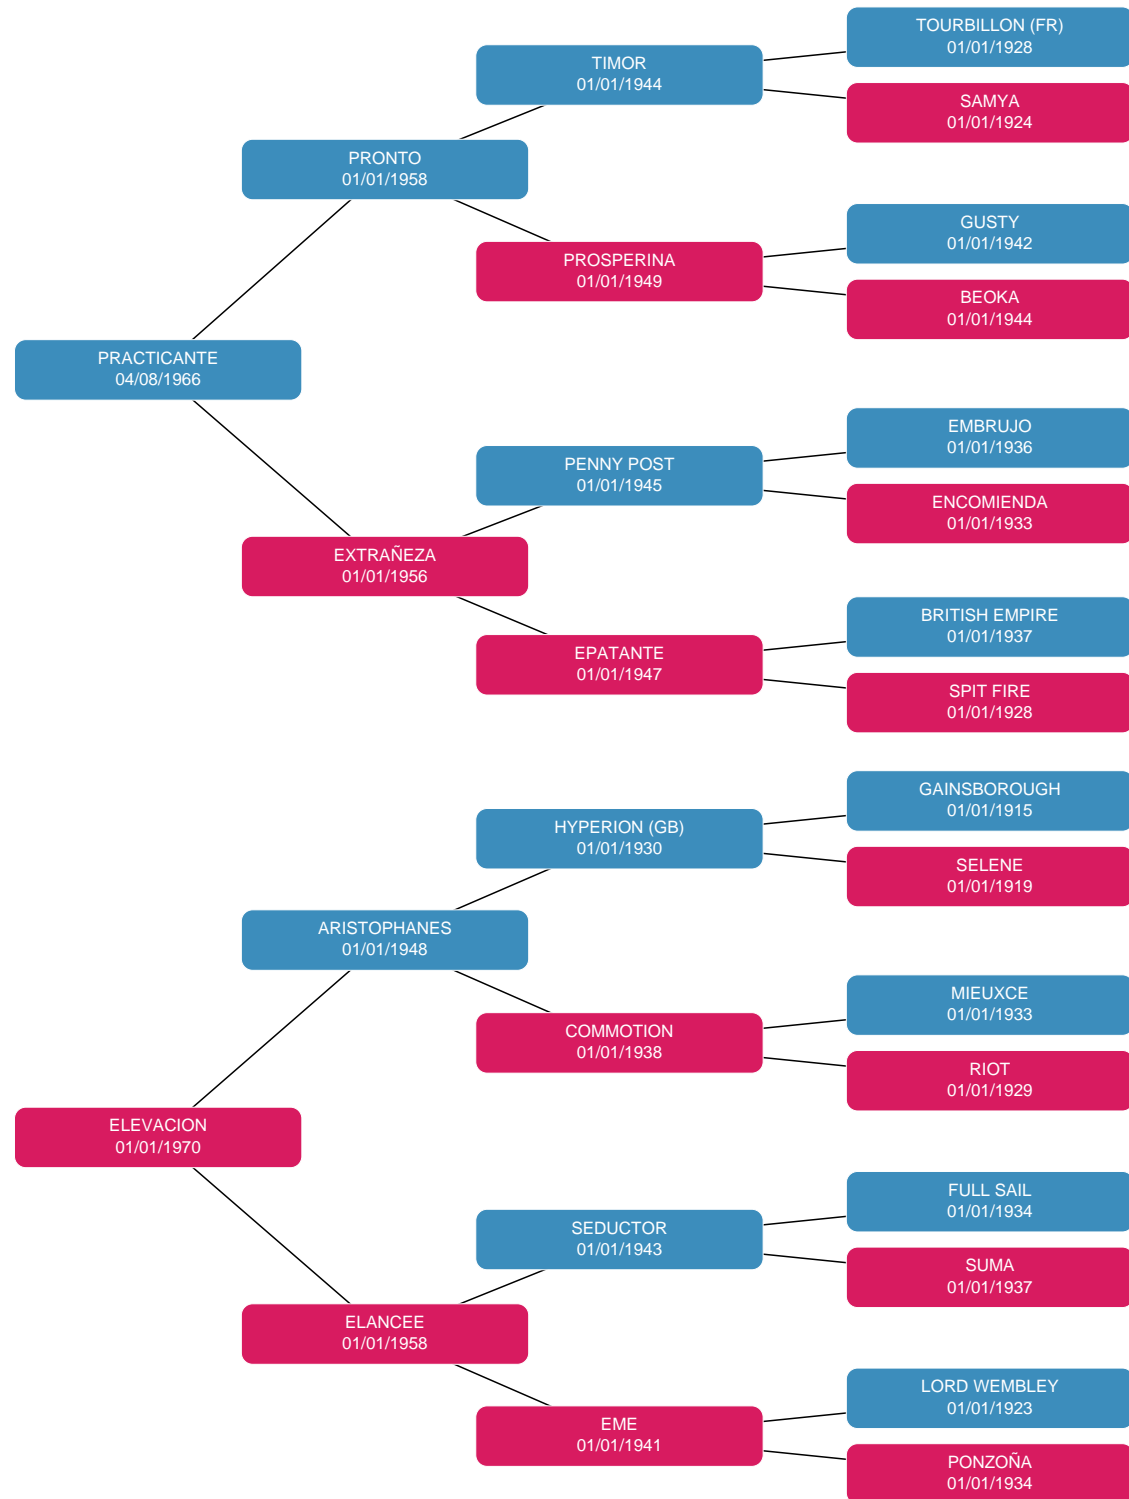 TOURBILLON (FR)
01/01/1928
TIMOR
01/01/1944
SAMYA
01/01/1924
PRONTO
01/01/1958
GUSTY
01/01/1942
PROSPERINA
01/01/1949
BEOKA
01/01/1944
PRACTICANTE
04/08/1966
EMBRUJO
01/01/1936
PENNY POST
01/01/1945
ENCOMIENDA
01/01/1933
EXTRAÑEZA
01/01/1956
BRITISH EMPIRE
01/01/1937
EPATANTE
01/01/1947
SPIT FIRE
01/01/1928
GAINSBOROUGH
01/01/1915
HYPERION (GB)
01/01/1930
SELENE
01/01/1919
ARISTOPHANES
01/01/1948
MIEUXCE
01/01/1933
COMMOTION
01/01/1938
RIOT
01/01/1929
ELEVACION
01/01/1970
FULL SAIL
01/01/1934
SEDUCTOR
01/01/1943
SUMA
01/01/1937
ELANCEE
01/01/1958
LORD WEMBLEY
01/01/1923
EME
01/01/1941
PONZOÑA
01/01/1934